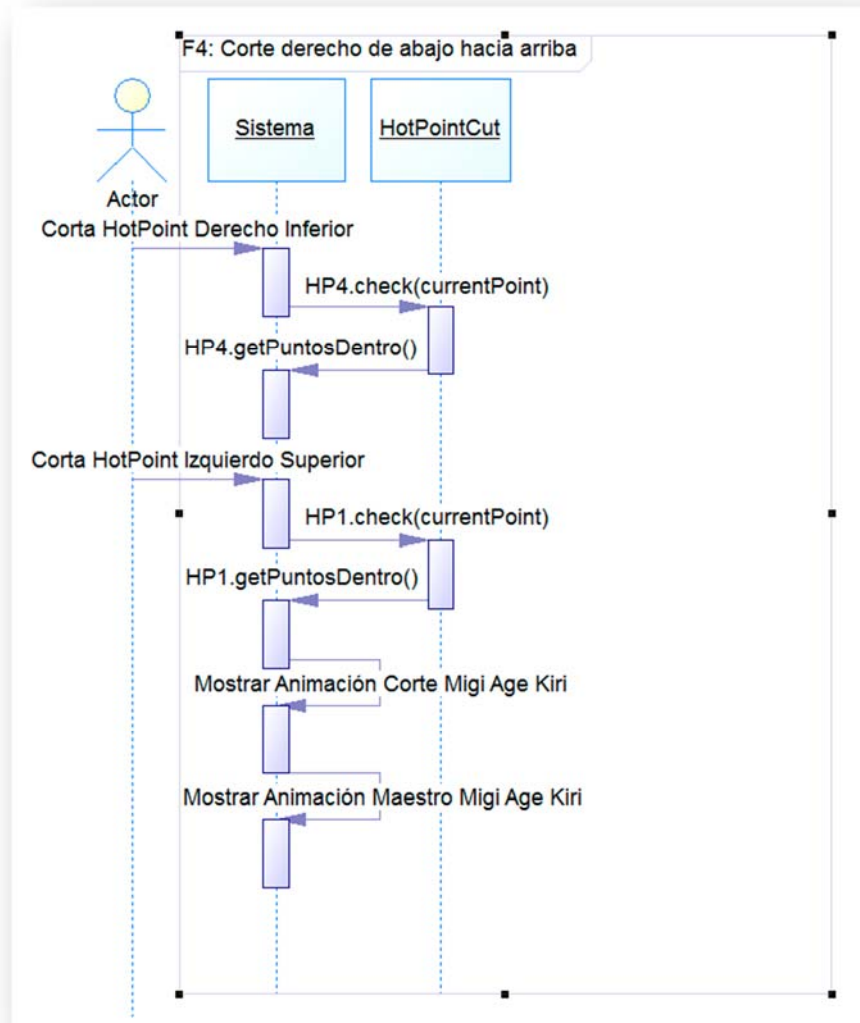 F4: Corte derecho de abajo hacia arriba
Sistema
HotPointCut
Actor
Corta HotPoint Derecho Inferior
HP4.check(currentPoint)
HP4.getPuntosDentro()
Corta HotPoint Izquierdo Superior
HP1.check(currentPoint)
HP1.getPuntosDentro()
Mostrar Animación Corte Migi Age Kiri
Mostrar Animación Maestro Migi Age Kiri